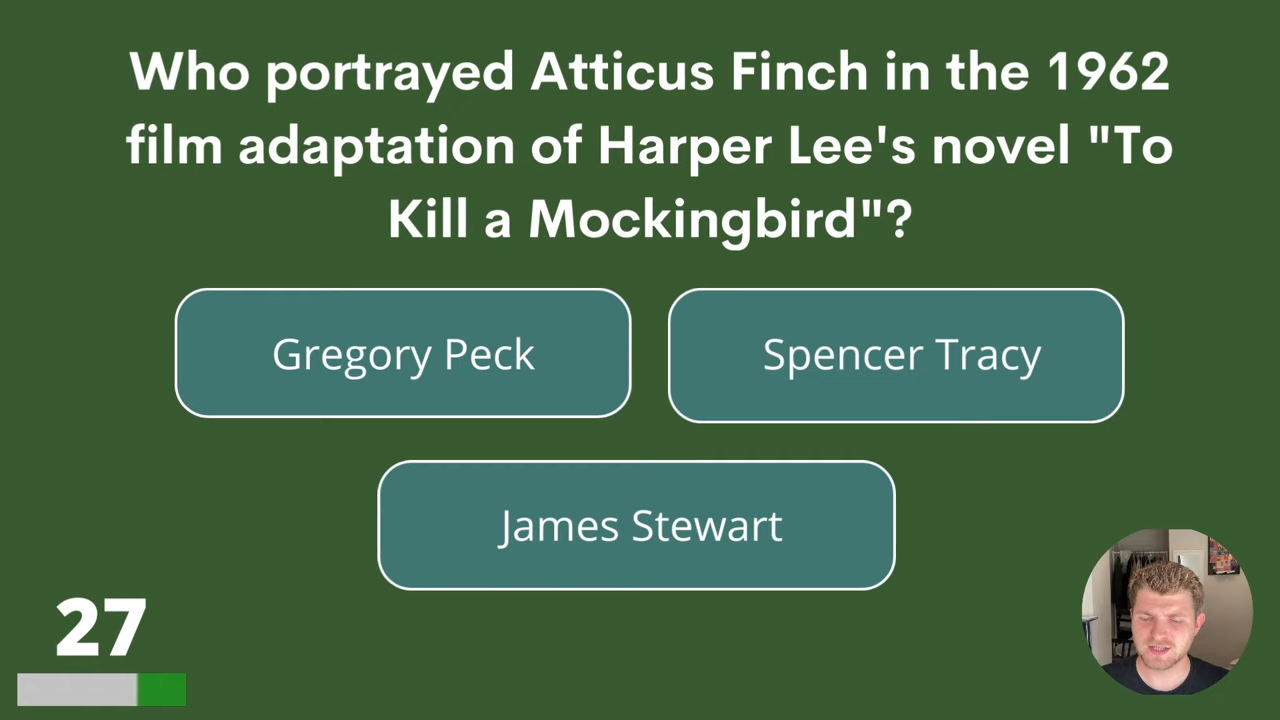 Who portrayed Atticus Finch in the 1962
film adaptation of Harper Lee's novel "To
Kill a Mockingbird"?
Gregory Peck
Spencer Tracy
James Stewart
27